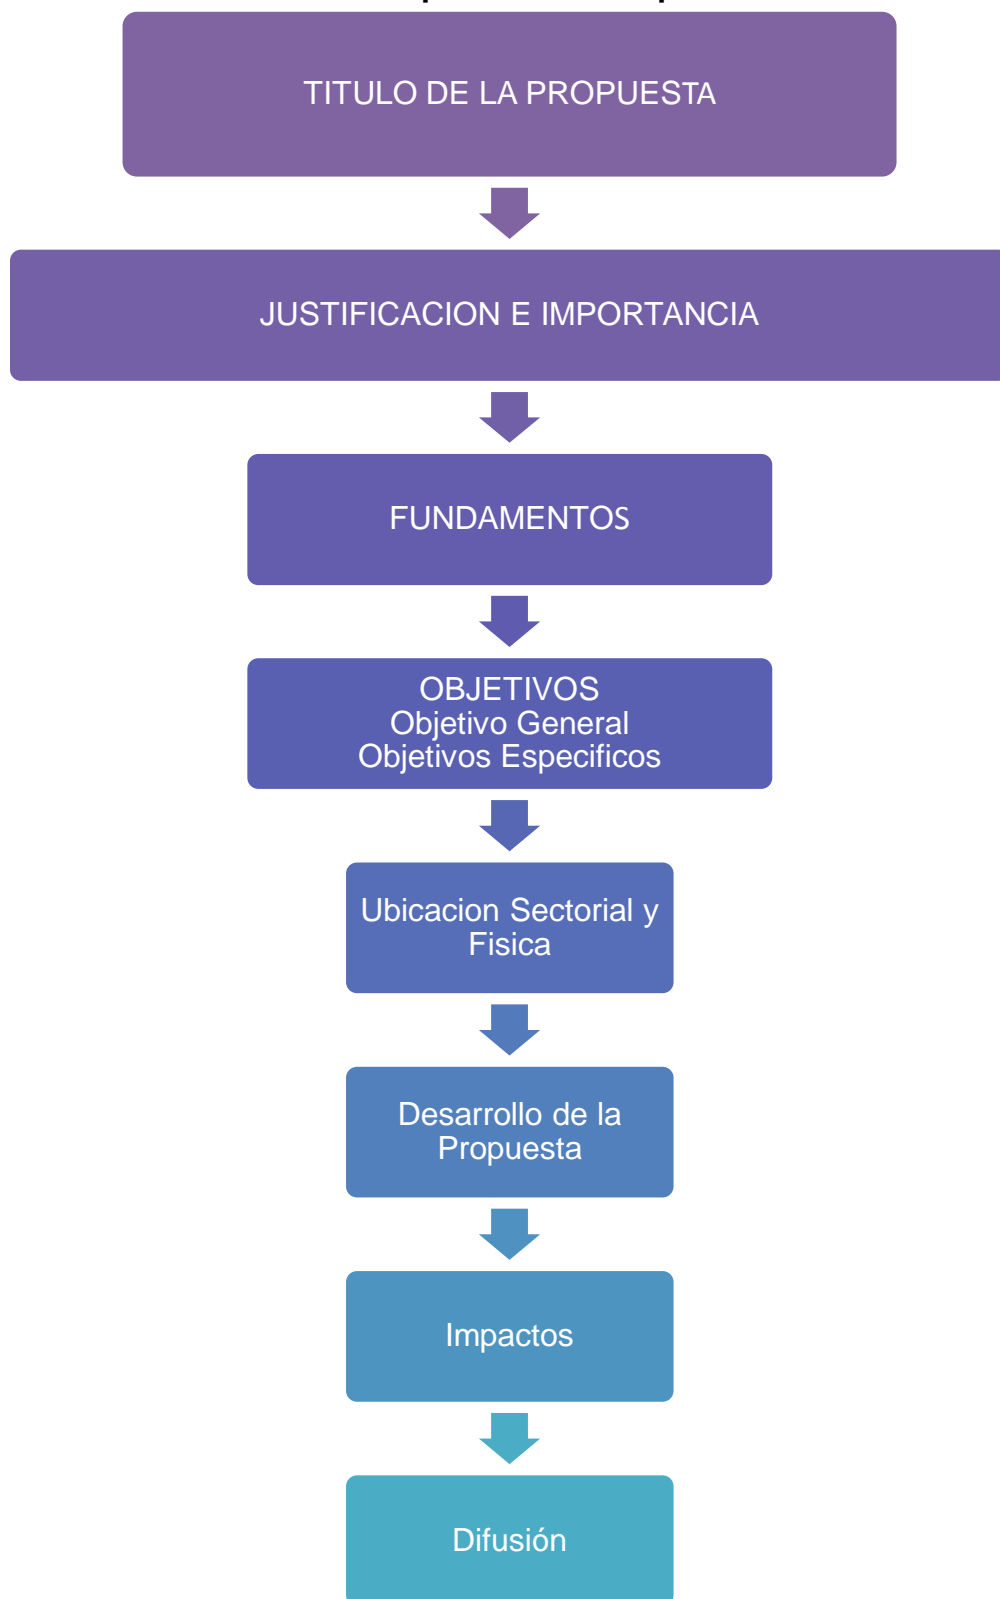 TITULO DE LA PROPUESTA
JUSTIFICACION E IMPORTANCIA
FUNDAMENTOS
OBJETIVOS
Objetivo General
Objetivos Especificos
Ubicacion Sectorial y
Fisica
Desarrollo de la
Propuesta
Impactos
Difusión